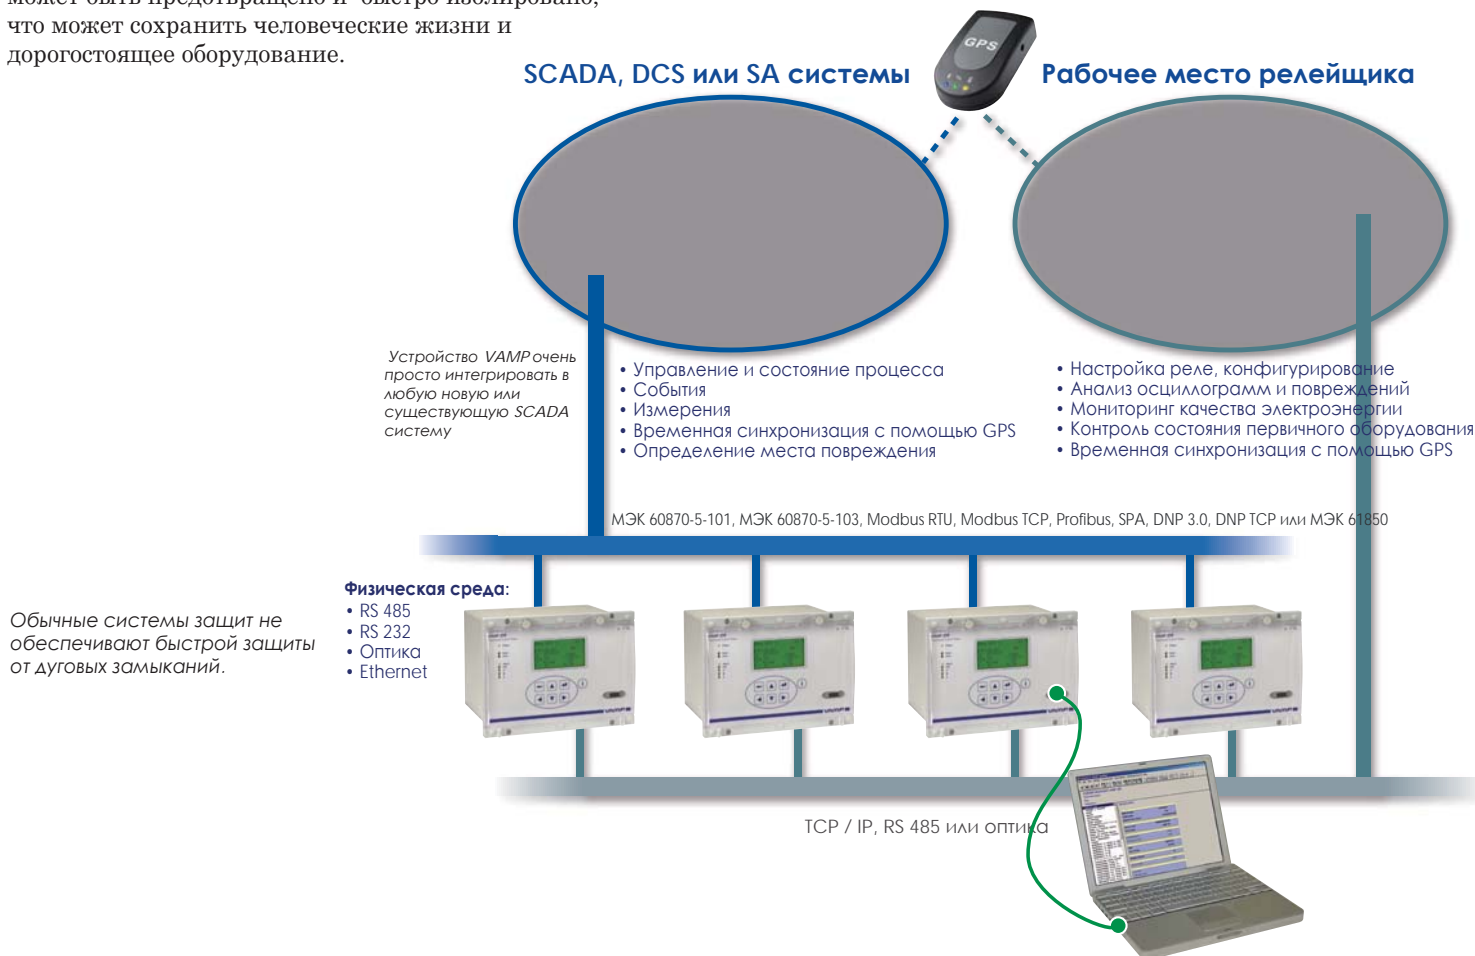 может быть предотвращено и быстро изолировано,
что может сохранить человеческие жизни и
дорогостоящее оборудование.
GPS
SCADA, DCS или SA системы
Рабочее место релейщика
Устройство VAMP очень
просто интегрировать в
любую новую или
существующую SCADA
систему
• Управление и состояние процесса
• События
• Измерения
• Временная синхронизация с помощью GPS
• Определение места повреждения
• Настройка реле, конфигурирование
• Анализ осциллограмм и повреждений
• Мониторинг качества электроэнергии
• Контроль состояния первичного оборудования
• Временная синхронизация с помощью GPS
МЭК 60870-5-101, МЭК 60870-5-103, Modbus RTU, Modbus TCP, Profibus, SPA, DNP 3.0, DNP TCP или МЭК 61850
Физическая среда:
• RS 485
• RS 232
• Оптика
• Ethernet
Обычные системы защит не
обеспечивают быстрой защиты
от дуговых замыканий.
TCP / IP, RS 485 или оптика